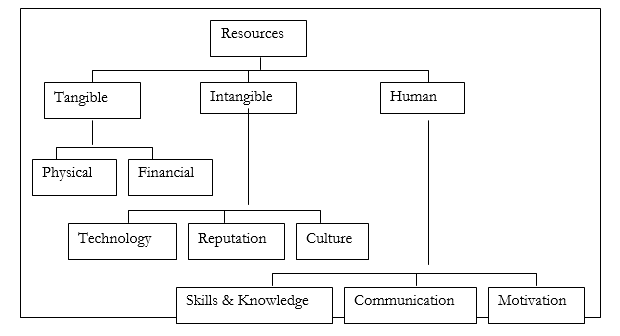 Resources
Tangible
Intangible
Human
Physical
Financial
Technology
Reputation
Culture
Skills & Knowledge
Communication
Motivation